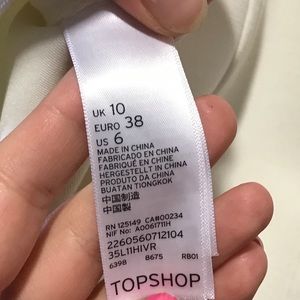 UK 10
EURO 38
US 6
MADE IN CHINA
FABRICADO EN CHINA
FABRIQUÉ EN CHINE
HERGESTELLT IN CHINA
PRODUTO DA CHINA
BUATAN TIONGKOK
中国制造
中国製
RN 125149 CA#00234
NIF No: A0061711H
2260560712104
35L11HIVR
6398 8675 RB01
TOPSHOP